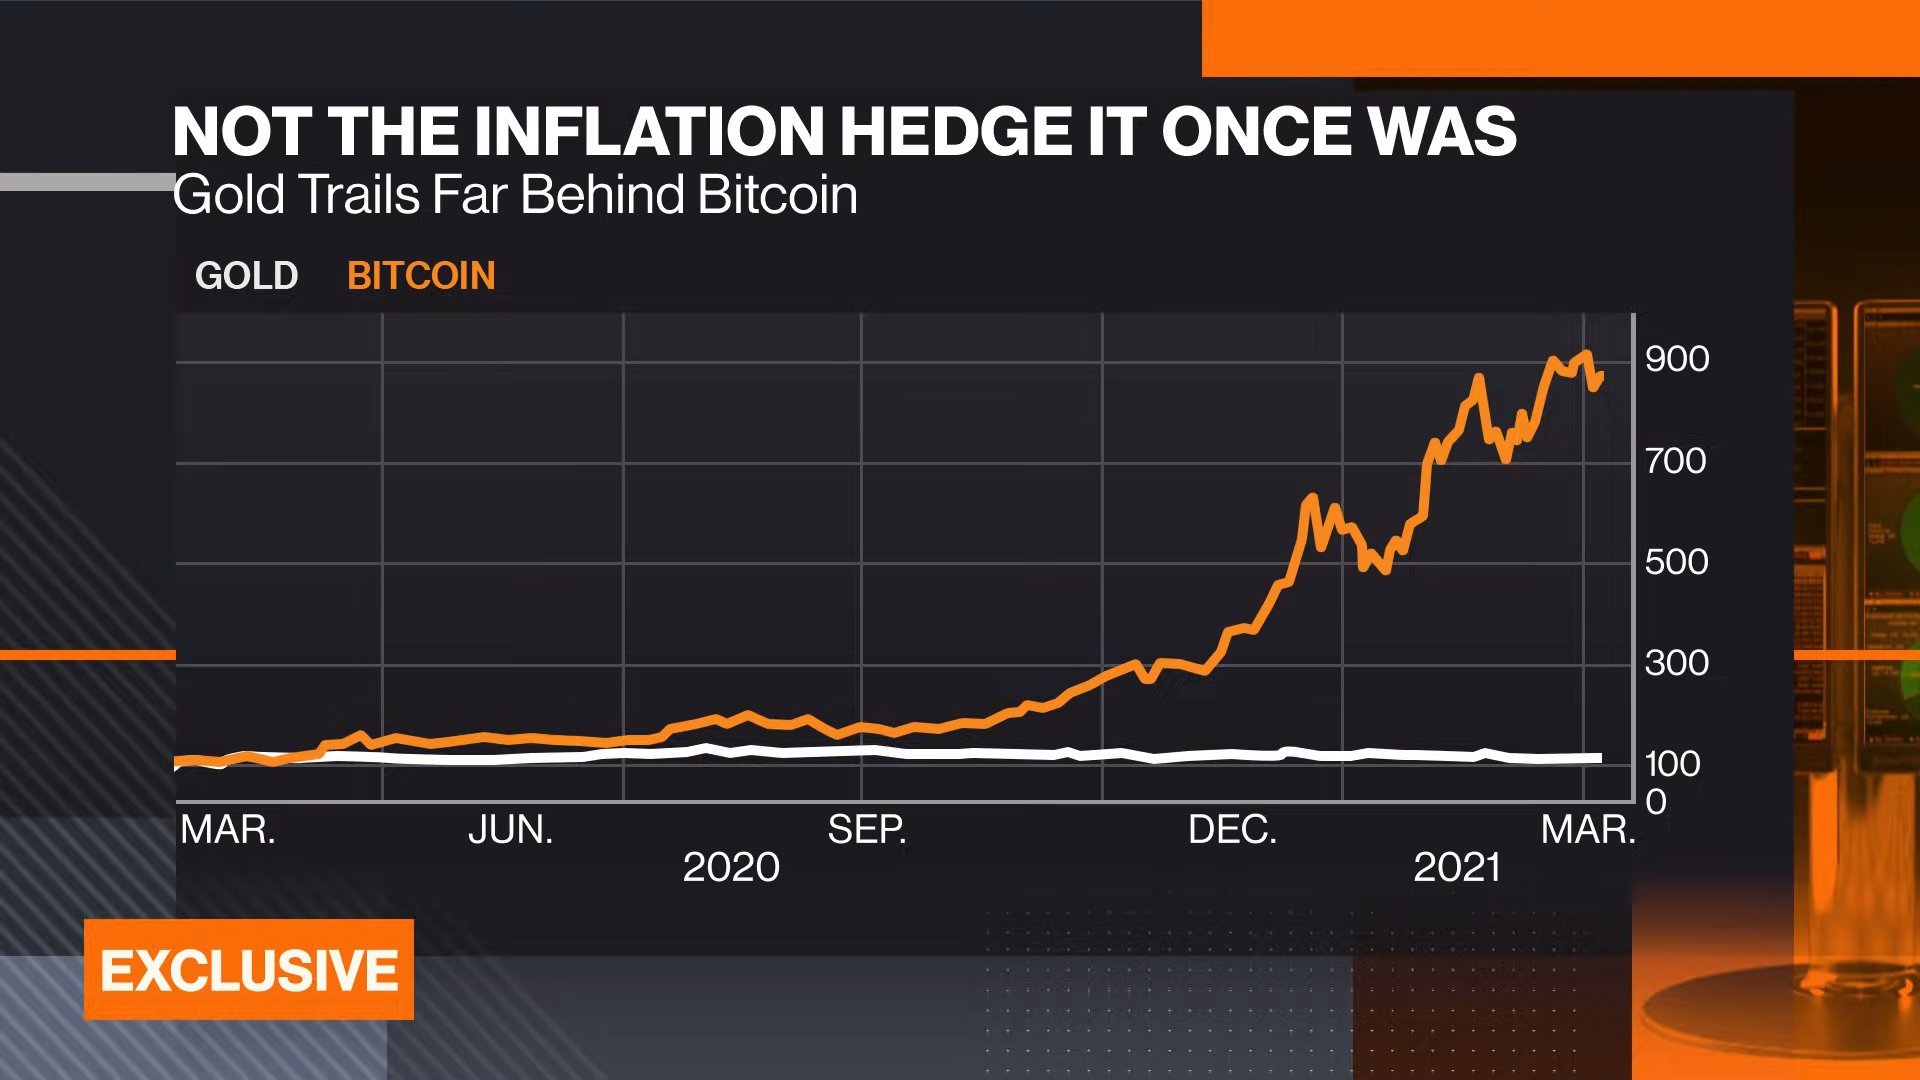 NOT THE INFLATION HEDGE IT ONCE WAS
Gold Trails Far Behind Bitcoin
GOLD BITCOIN
900
700
500
300
100
0
MAR. JUN. SEP. DEC. MAR.
2020 2021
EXCLUSIVE